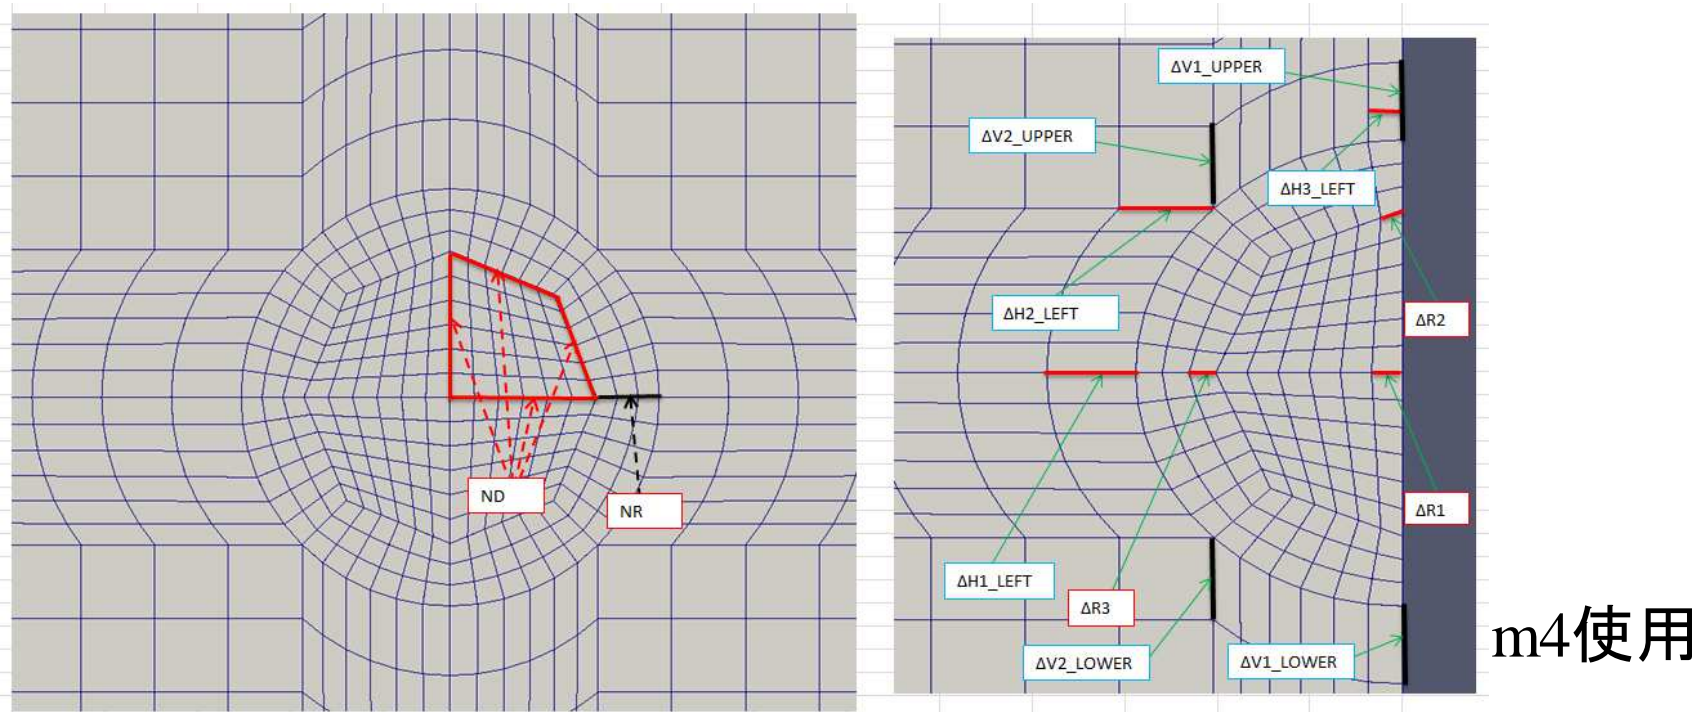 ND
NR
ΔV1_UPPER
ΔV2_UPPER
ΔH3_LEFT
ΔH2_LEFT
ΔR2
ΔR1
ΔH1_LEFT
ΔR3
ΔV2_LOWER
ΔV1_LOWER
m4使用